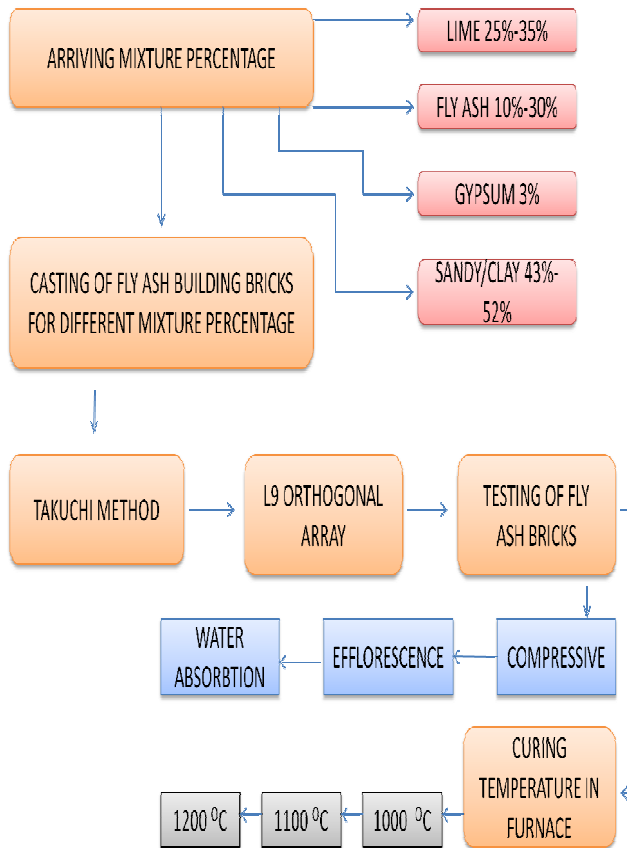 ARRIVING MIXTURE PERCENTAGE
LIME 25%-35%
FLY ASH 10%-30%
GYPSUM 3%
SANDY/CLAY 43%-
52%
CASTING OF FLY ASH BUILDING BRICKS
FOR DIFFERENT MIXTURE PERCENTAGE
TAKUCHI METHOD
L9 ORTHOGONAL
ARRAY
TESTING OF FLY
ASH BRICKS
WATER
ABSORBTION
EFFLORESCENCE
COMPRESSIVE
CURING
TEMPERATURE IN
FURNACE
1200 ⁰C
1100 ⁰C
1000 ⁰C